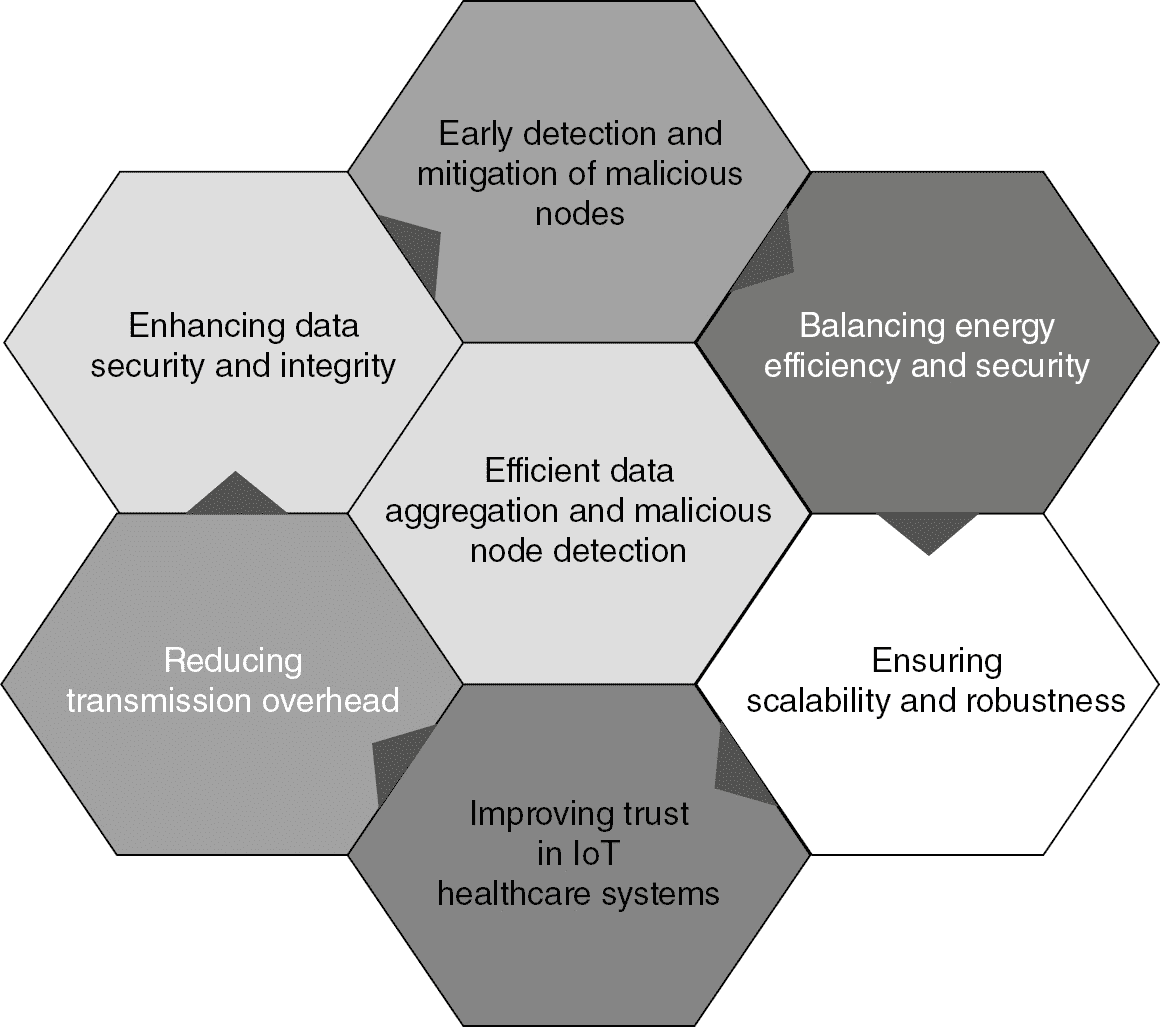 Early detection and
mitigation of malicious
nodes
Enhancing data
security and integrity
Balancing energy
efficiency and security
Efficient data
aggregation and malicious
node detection
Reducing
transmission overhead
Ensuring
scalability and robustness
Improving trust
in IoT
healthcare systems